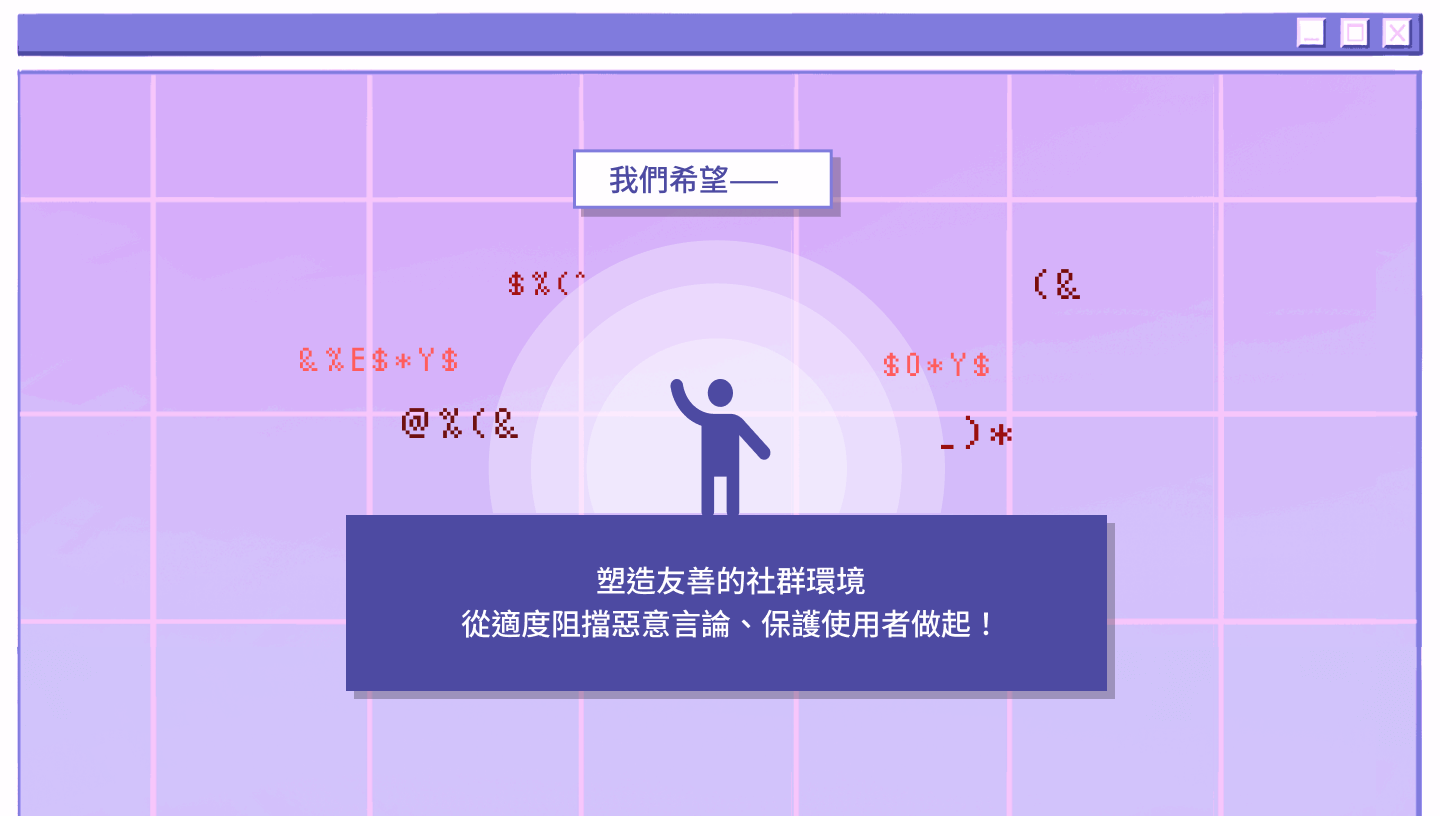 我們希望——
$%(^
(&
&%E$*Y$
$O*Y$
@%(&
_)*
塑造友善的社群環境
從適度阻擋惡意言論、保護使用者做起！